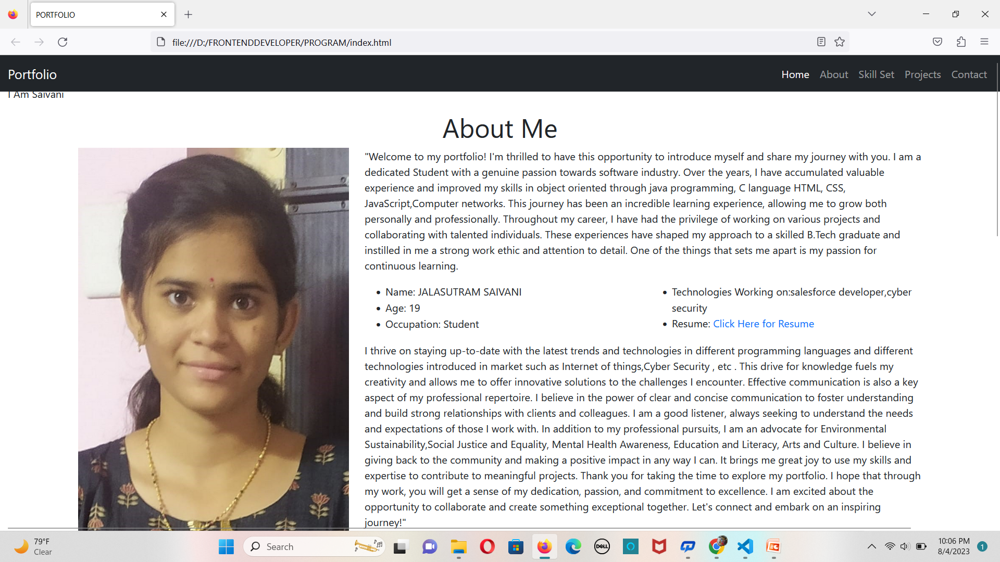 PORTFOLIO
file:///D:/FRONTENDDEVELOPER/PROGRAM/index.html
Portfolio
Home About Skill Set Projects Contact
I Am Saivani
About Me
"Welcome to my portfolio! I'm thrilled to have this opportunity to introduce myself and share my journey with you. I am a
dedicated Student with a genuine passion towards software industry. Over the years, I have accumulated valuable
experience and improved my skills in object oriented through java programming, C language HTML, CSS,
JavaScript,Computer networks. This journey has been an incredible learning experience, allowing me to grow both
personally and professionally. Throughout my career, I have had the privilege of working on various projects and
collaborating with talented individuals. These experiences have shaped my approach to a skilled B.Tech graduate and
instilled in me a strong work ethic and attention to detail. One of the things that sets me apart is my passion for
continuous learning.
Name: JALASUTRAM SAIVANI
Age: 19
Occupation: Student
Technologies Working on:salesforce developer,cyber
security
Resume: Click Here for Resume
I thrive on staying up-to-date with the latest trends and technologies in different programming languages and different
technologies introduced in market such as Internet of things,Cyber Security , etc . This drive for knowledge fuels my
creativity and allows me to offer innovative solutions to the challenges I encounter. Effective communication is also a key
aspect of my professional repertoire. I believe in the power of clear and concise communication to foster understanding
and build strong relationships with clients and colleagues. I am a good listener, always seeking to understand the needs
and expectations of those I work with. In addition to my professional pursuits, I am an advocate for Environmental
Sustainability,Social Justice and Equality, Mental Health Awareness, Education and Literacy, Arts and Culture. I believe in
giving back to the community and making a positive impact in any way I can. It brings me great joy to use my skills and
expertise to contribute to meaningful projects. Thank you for taking the time to explore my portfolio. I hope that through
my work, you will get a sense of my dedication, passion, and commitment to excellence. I am excited about the
opportunity to collaborate and create something exceptional together. Let's connect and embark on an inspiring
journey!"
79°F
Clear
Search
DELL
10:06 PM
8/4/2023
1